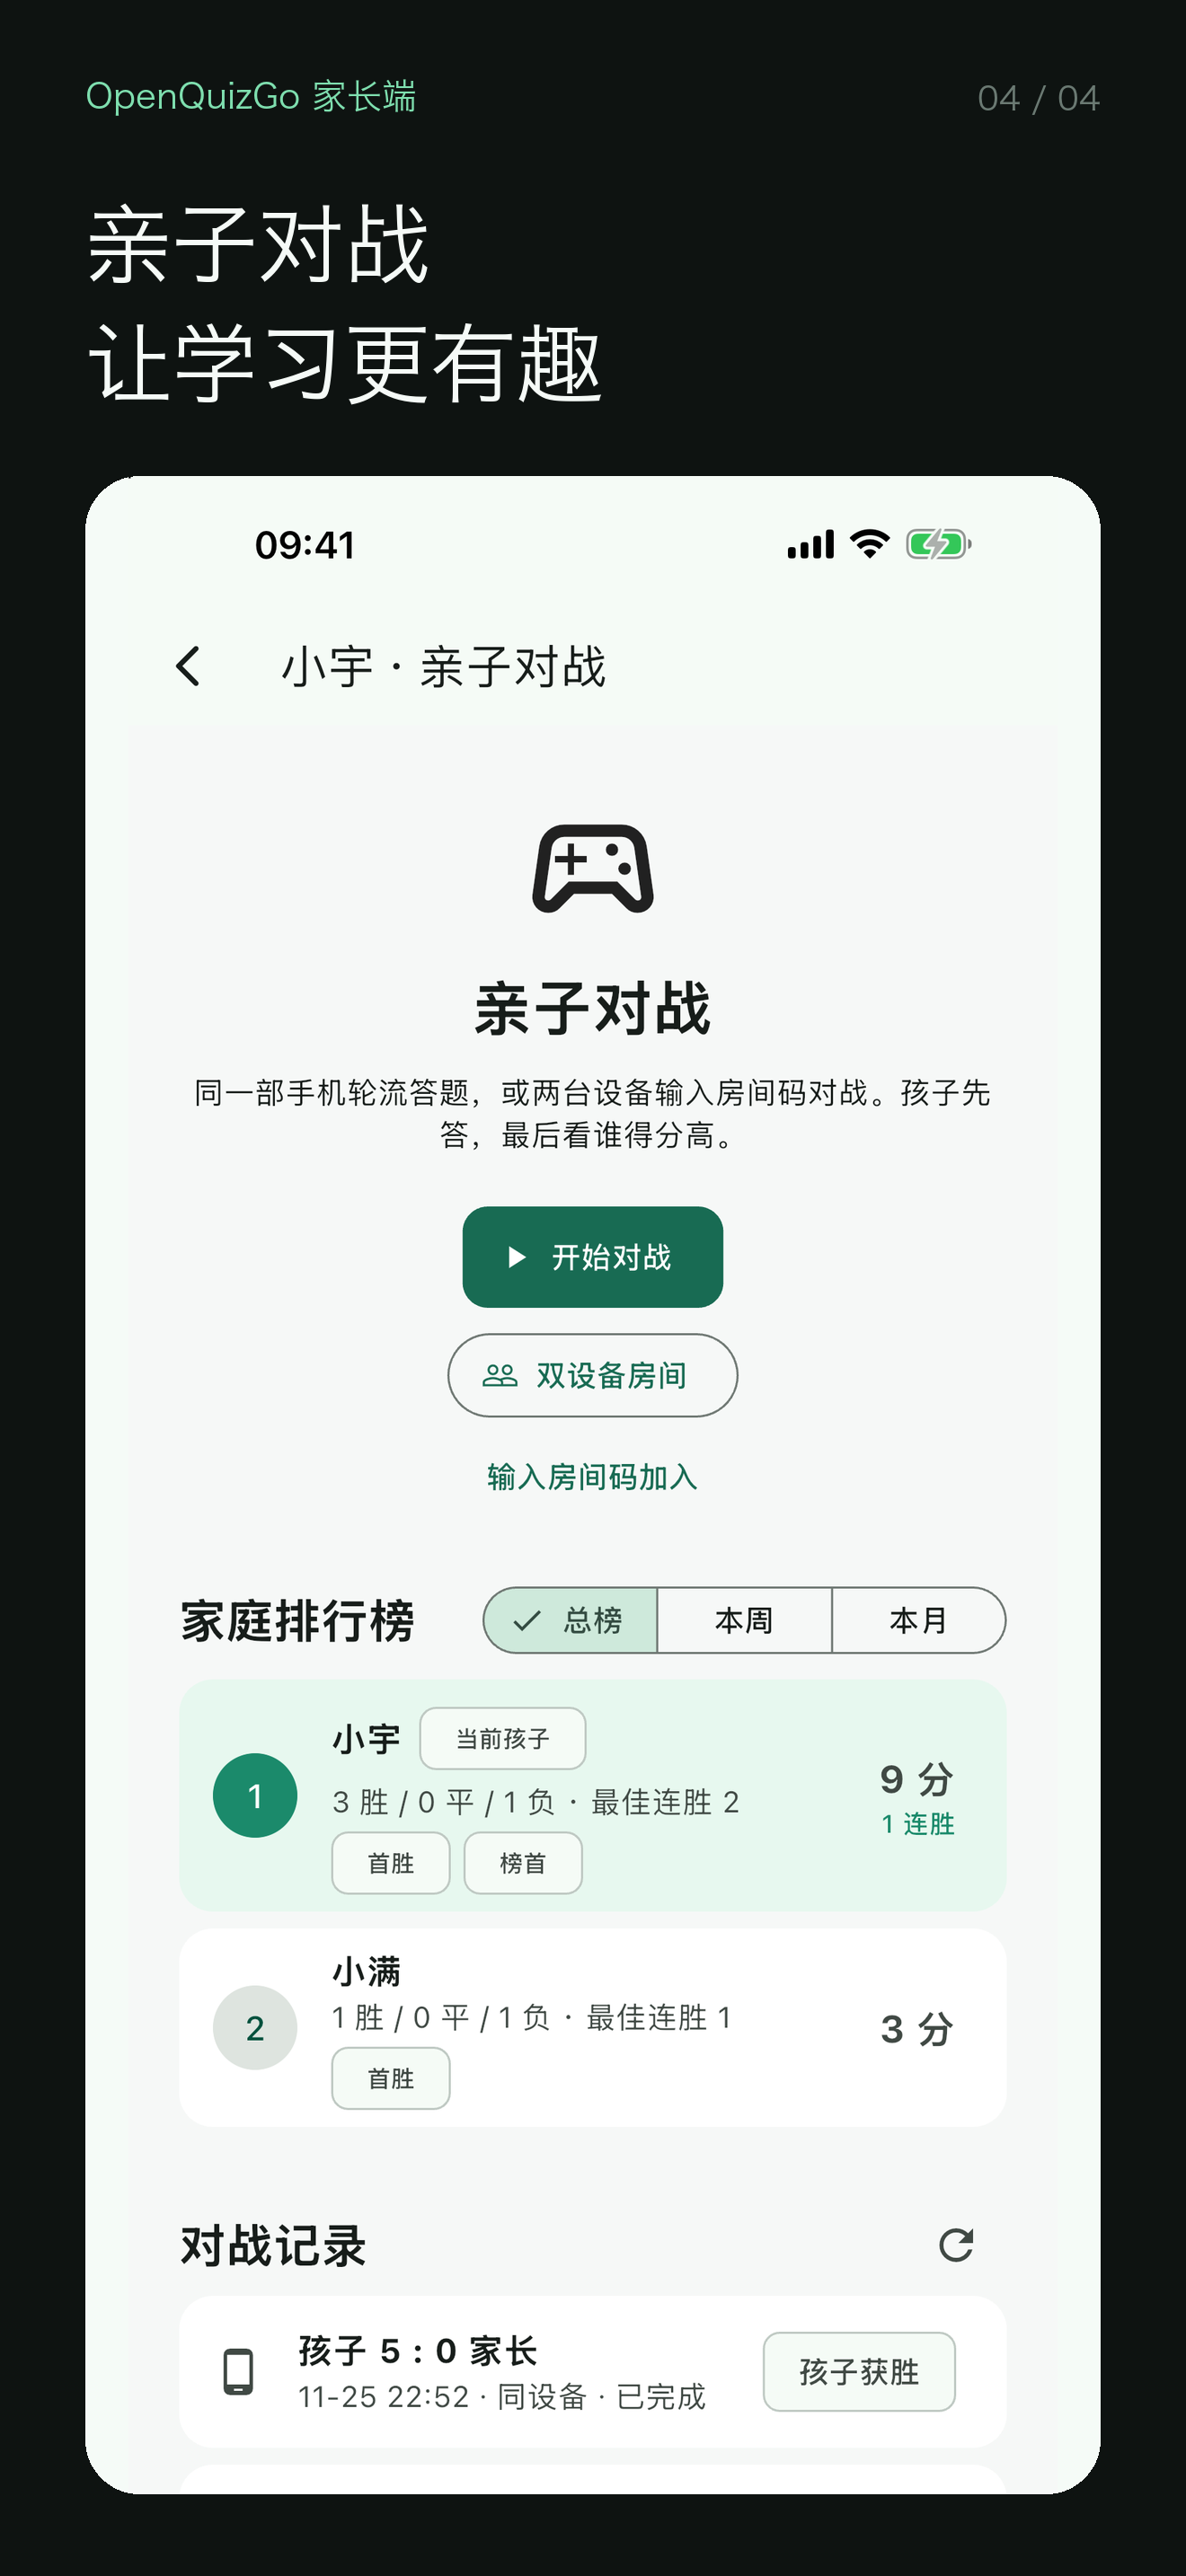 OpenQuizGo 家长端
04 / 04
亲子对战
让学习更有趣
09:41
小宇 · 亲子对战
亲子对战
同一部手机轮流答题，或两台设备输入房间码对战。孩子先
答，最后看谁得分高。
开始对战
双设备房间
输入房间码加入
家庭排行榜
总榜
本周
本月
1
小宇
当前孩子
3 胜 / 0 平 / 1 负 · 最佳连胜 2
首胜
榜首
9 分
1 连胜
2
小满
1 胜 / 0 平 / 1 负 · 最佳连胜 1
首胜
3 分
对战记录
孩子 5 : 0 家长
11-25 22:52 · 同设备 · 已完成
孩子获胜